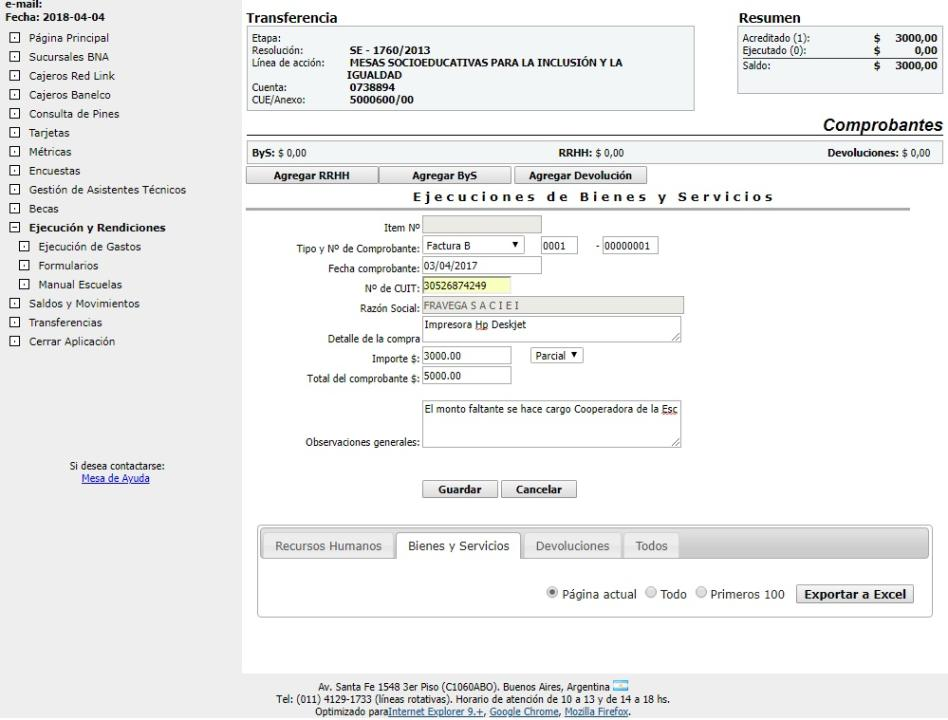 e-mail:
Fecha: 2018-04-04
Página Principal
Sucursales BNA
Cajeros Red Link
Cajeros Banelco
Consulta de Pines
Tarjetas
Métricas
Encuestas
Gestión de Asistentes Técnicos
Becas
Ejecución y Rendiciones
Ejecución de Gastos
Formularios
Manual Escuelas
Saldos y Movimientos
Transferencias
Cerrar Aplicación
Si desea contactarse:
Mesa de Ayuda
Transferencia
Etapa:
Resolución: SE - 1760/2013
Línea de acción: MESAS SOCIOEDUCATIVAS PARA LA INCLUSIÓN Y LA
IGUALDAD
Cuenta: 0738894
CUE/Anexo: 5000600/00
Resumen
Acreditado (1): $ 3000,00
Ejecutado (0): $ 0,00
Saldo: $ 3000,00
Comprobantes
ByS: $ 0,00 RRHH: $ 0,00 Devoluciones: $ 0,00
Agregar RRHH Agregar ByS Agregar Devolución
Ejecuciones de Bienes y Servicios
Item Nº
Tipo y Nº de Comprobante: Factura B 0001 - 00000001
Fecha comprobante: 03/04/2017
Nº de CUIT: 30526874249
Razón Social: FRAVEGA S A C I E I
Detalle de la compra Impresora Hp Deskjet
Importe $: 3000.00 Parcial
Total del comprobante $: 5000.00
Observaciones generales: El monto faltante se hace cargo Cooperadora de la Esc
Guardar Cancelar
Recursos Humanos Bienes y Servicios Devoluciones Todos
Página actual Todo Primeros 100 Exportar a Excel
Av. Santa Fe 1548 3er Piso (C1060ABO). Buenos Aires, Argentina
Tel: (011) 4129-1733 (líneas rotativas). Horario de atención de 10 a 13 y de 14 a 18 hs.
Optimizado paraInternet Explorer 9.+, Google Chrome, Mozilla Firefox.